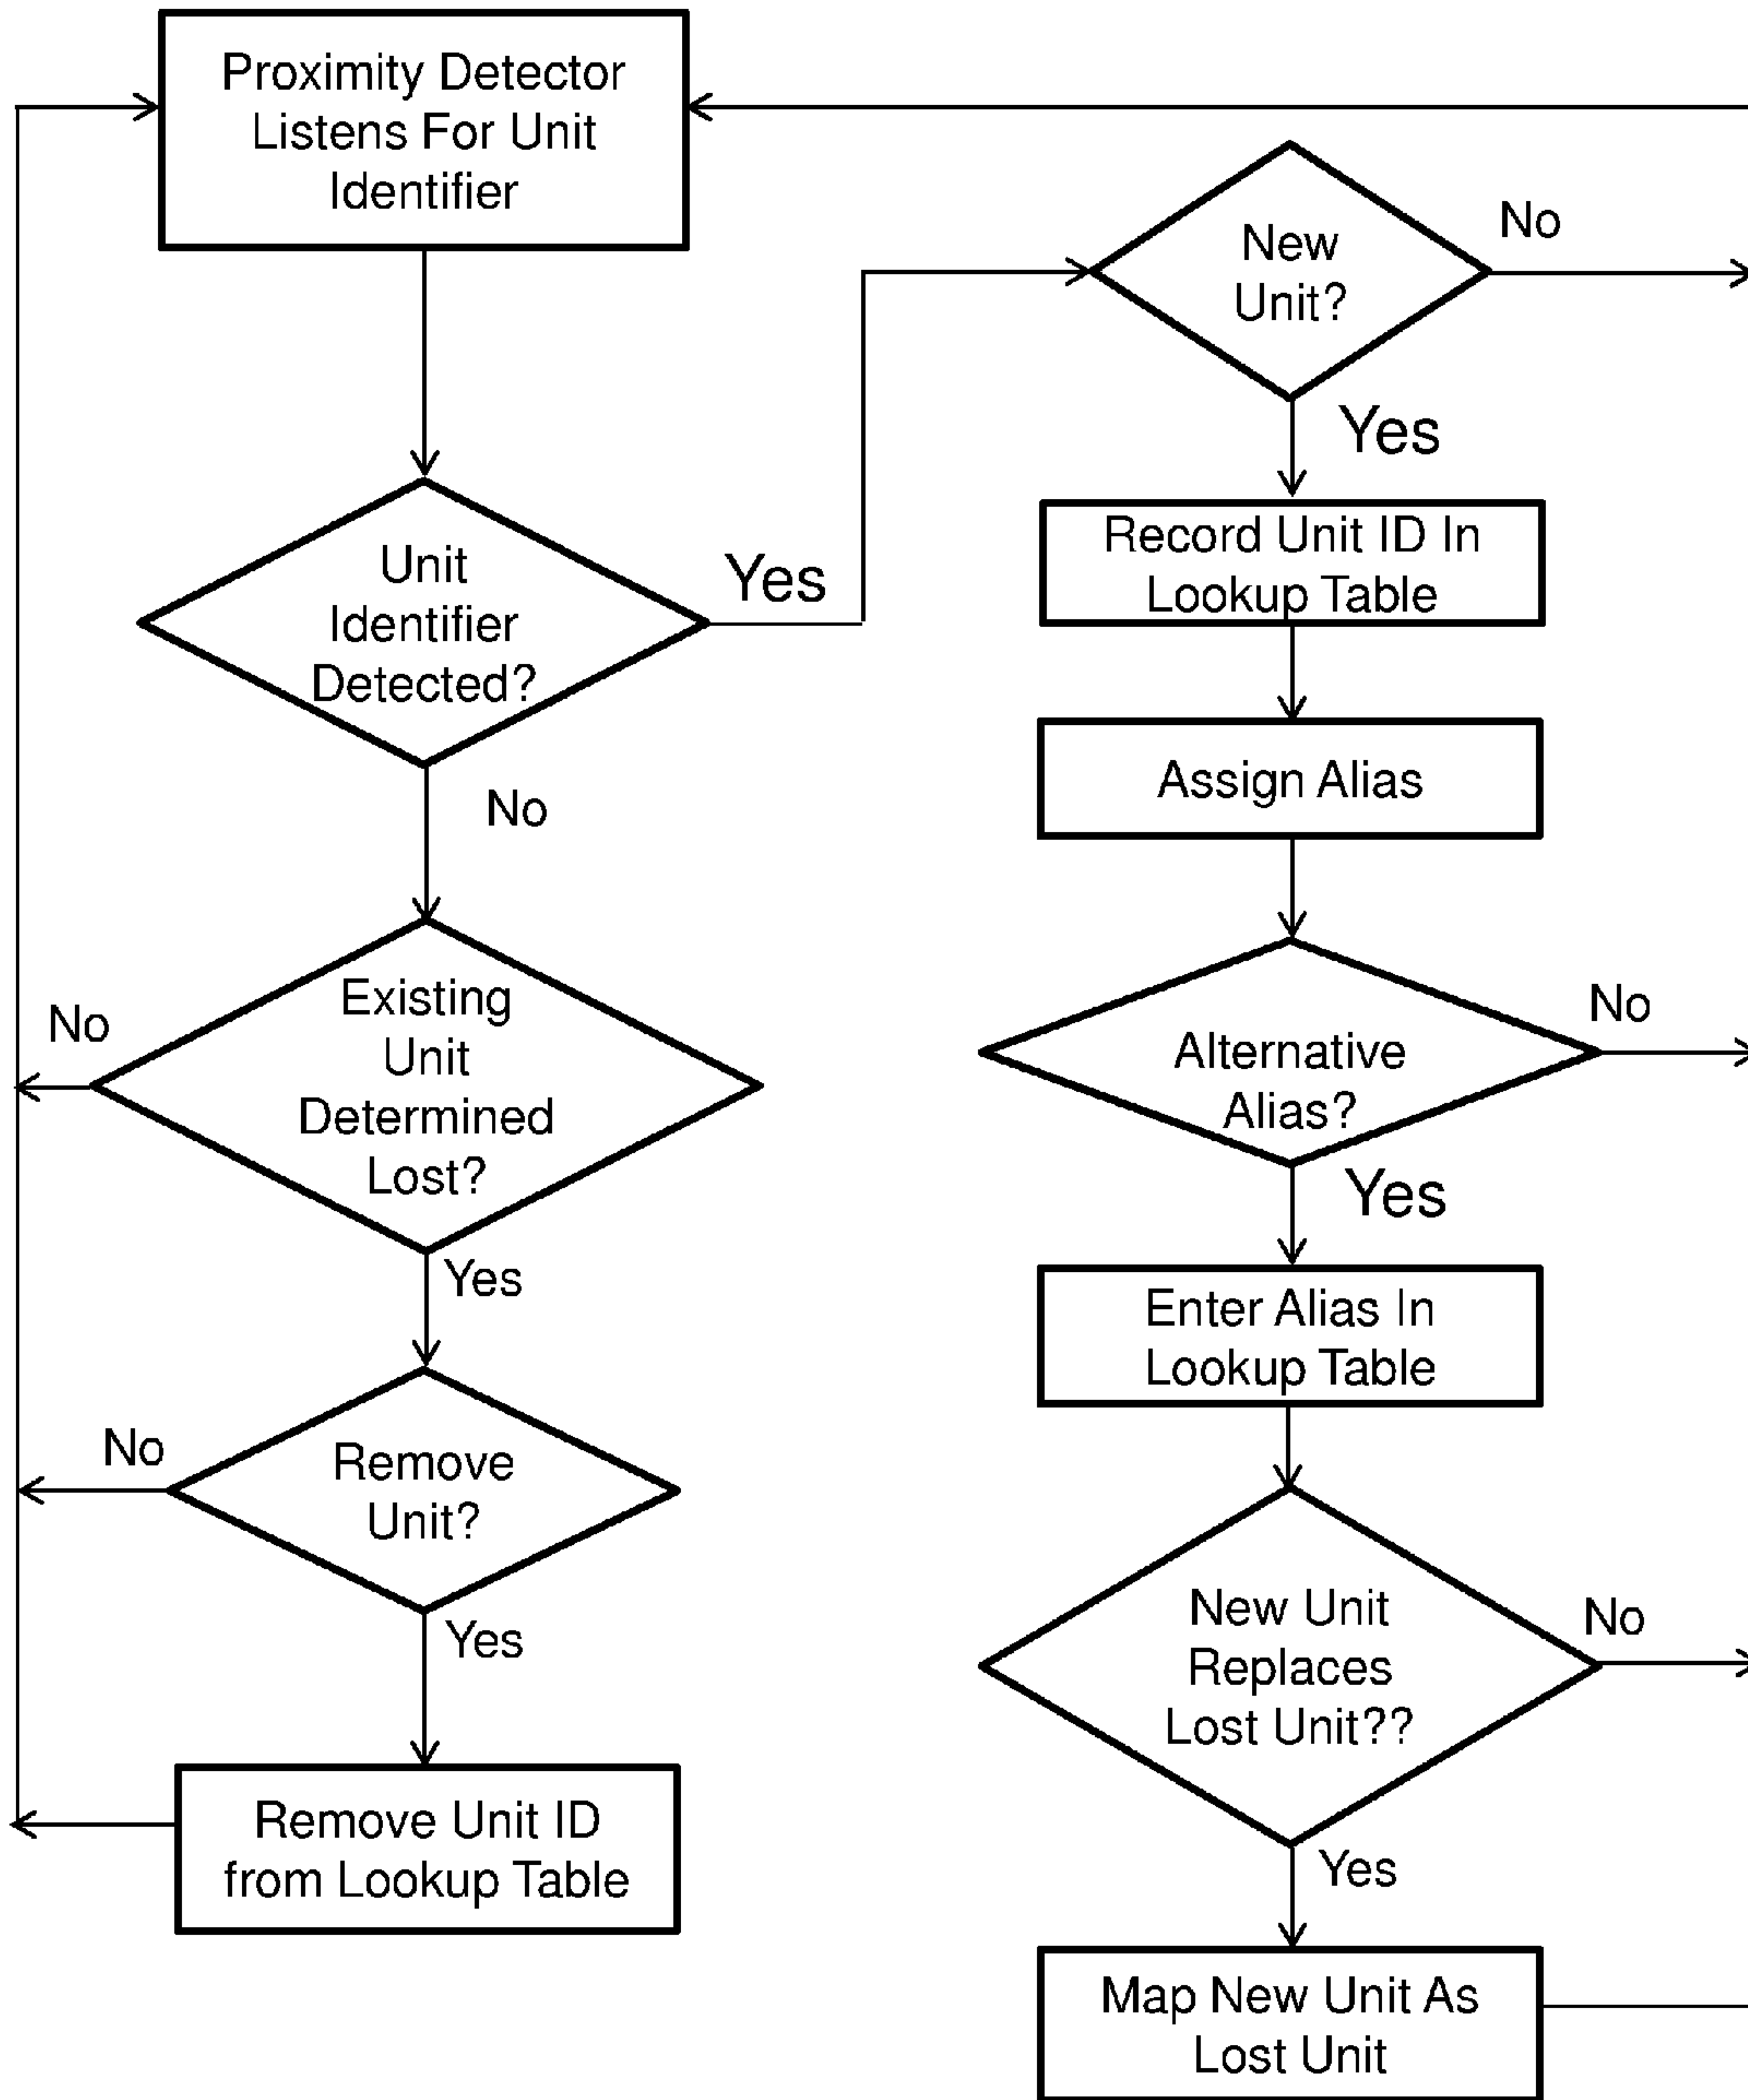 Proximity Detector
Listens For Unit
Identifier
Unit
Identifier
Detected?
Yes
No
Existing
Unit
Determined
Lost?
No
Yes
Remove
Unit?
No
Yes
Remove Unit ID
from Lookup Table
New
Unit?
No
Yes
Record Unit ID In
Lookup Table
Assign Alias
Alternative
Alias?
No
Yes
Enter Alias In
Lookup Table
New Unit
Replaces
Lost Unit??
No
Yes
Map New Unit As
Lost Unit